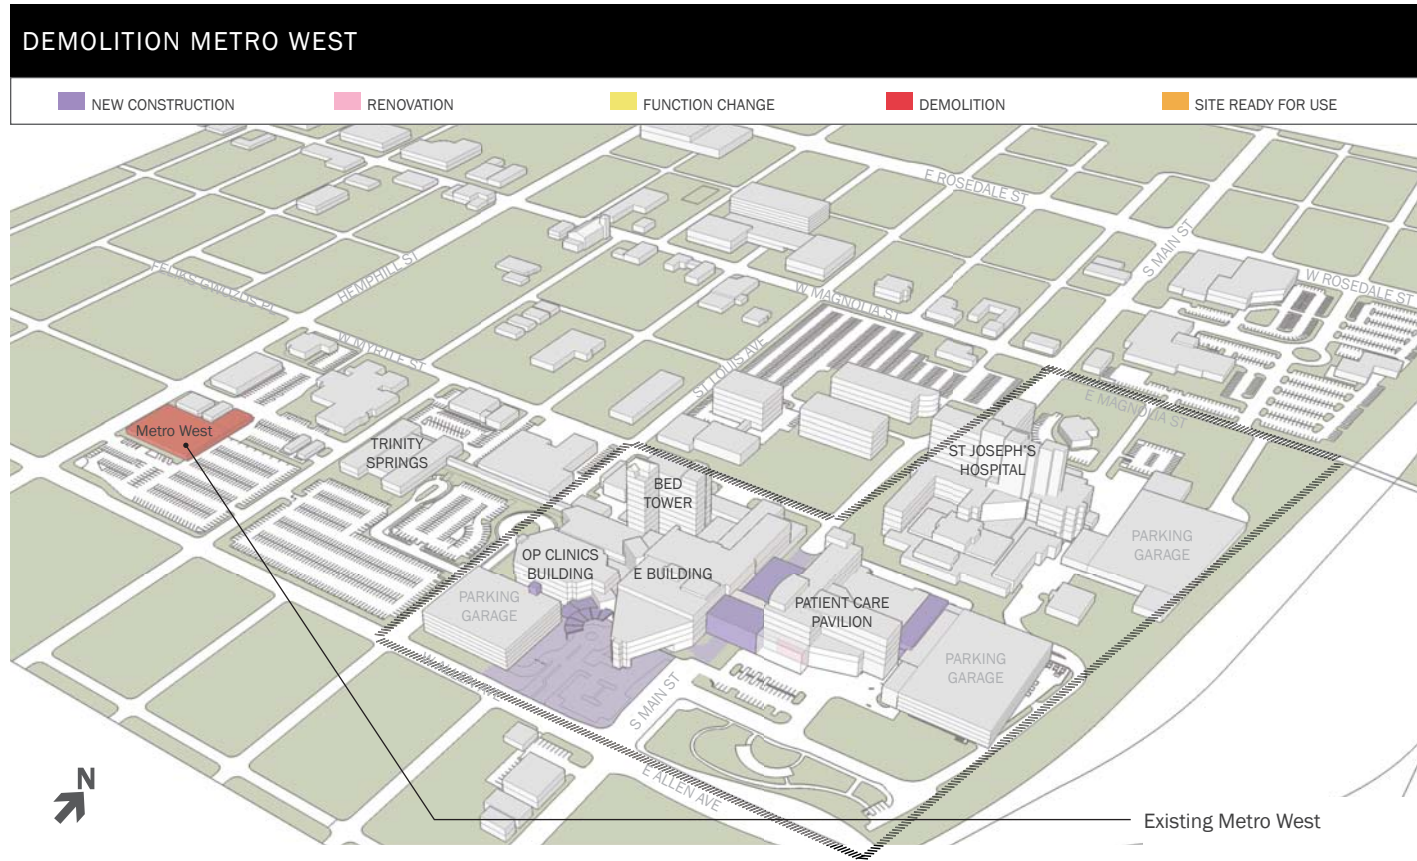 DEMOLITION METRO WEST
NEW CONSTRUCTION
RENOVATION
FUNCTION CHANGE
DEMOLITION
SITE READY FOR USE
E ROSEDALE ST
S MAIN ST
W ROSEDALE ST
HEMPHILL ST
W MAGNOLIA ST
W MYRTLE ST
ST LOUIS AVE
E MAGNOLIA ST
Metro West
TRINITY
SPRINGS
ST JOSEPH'S
HOSPITAL
BED
TOWER
PARKING
GARAGE
OP CLINICS
BUILDING
E BUILDING
PARKING
GARAGE
PATIENT CARE
PAVILION
PARKING
GARAGE
S MAIN ST
E ALLEN AVE
N
Existing Metro West